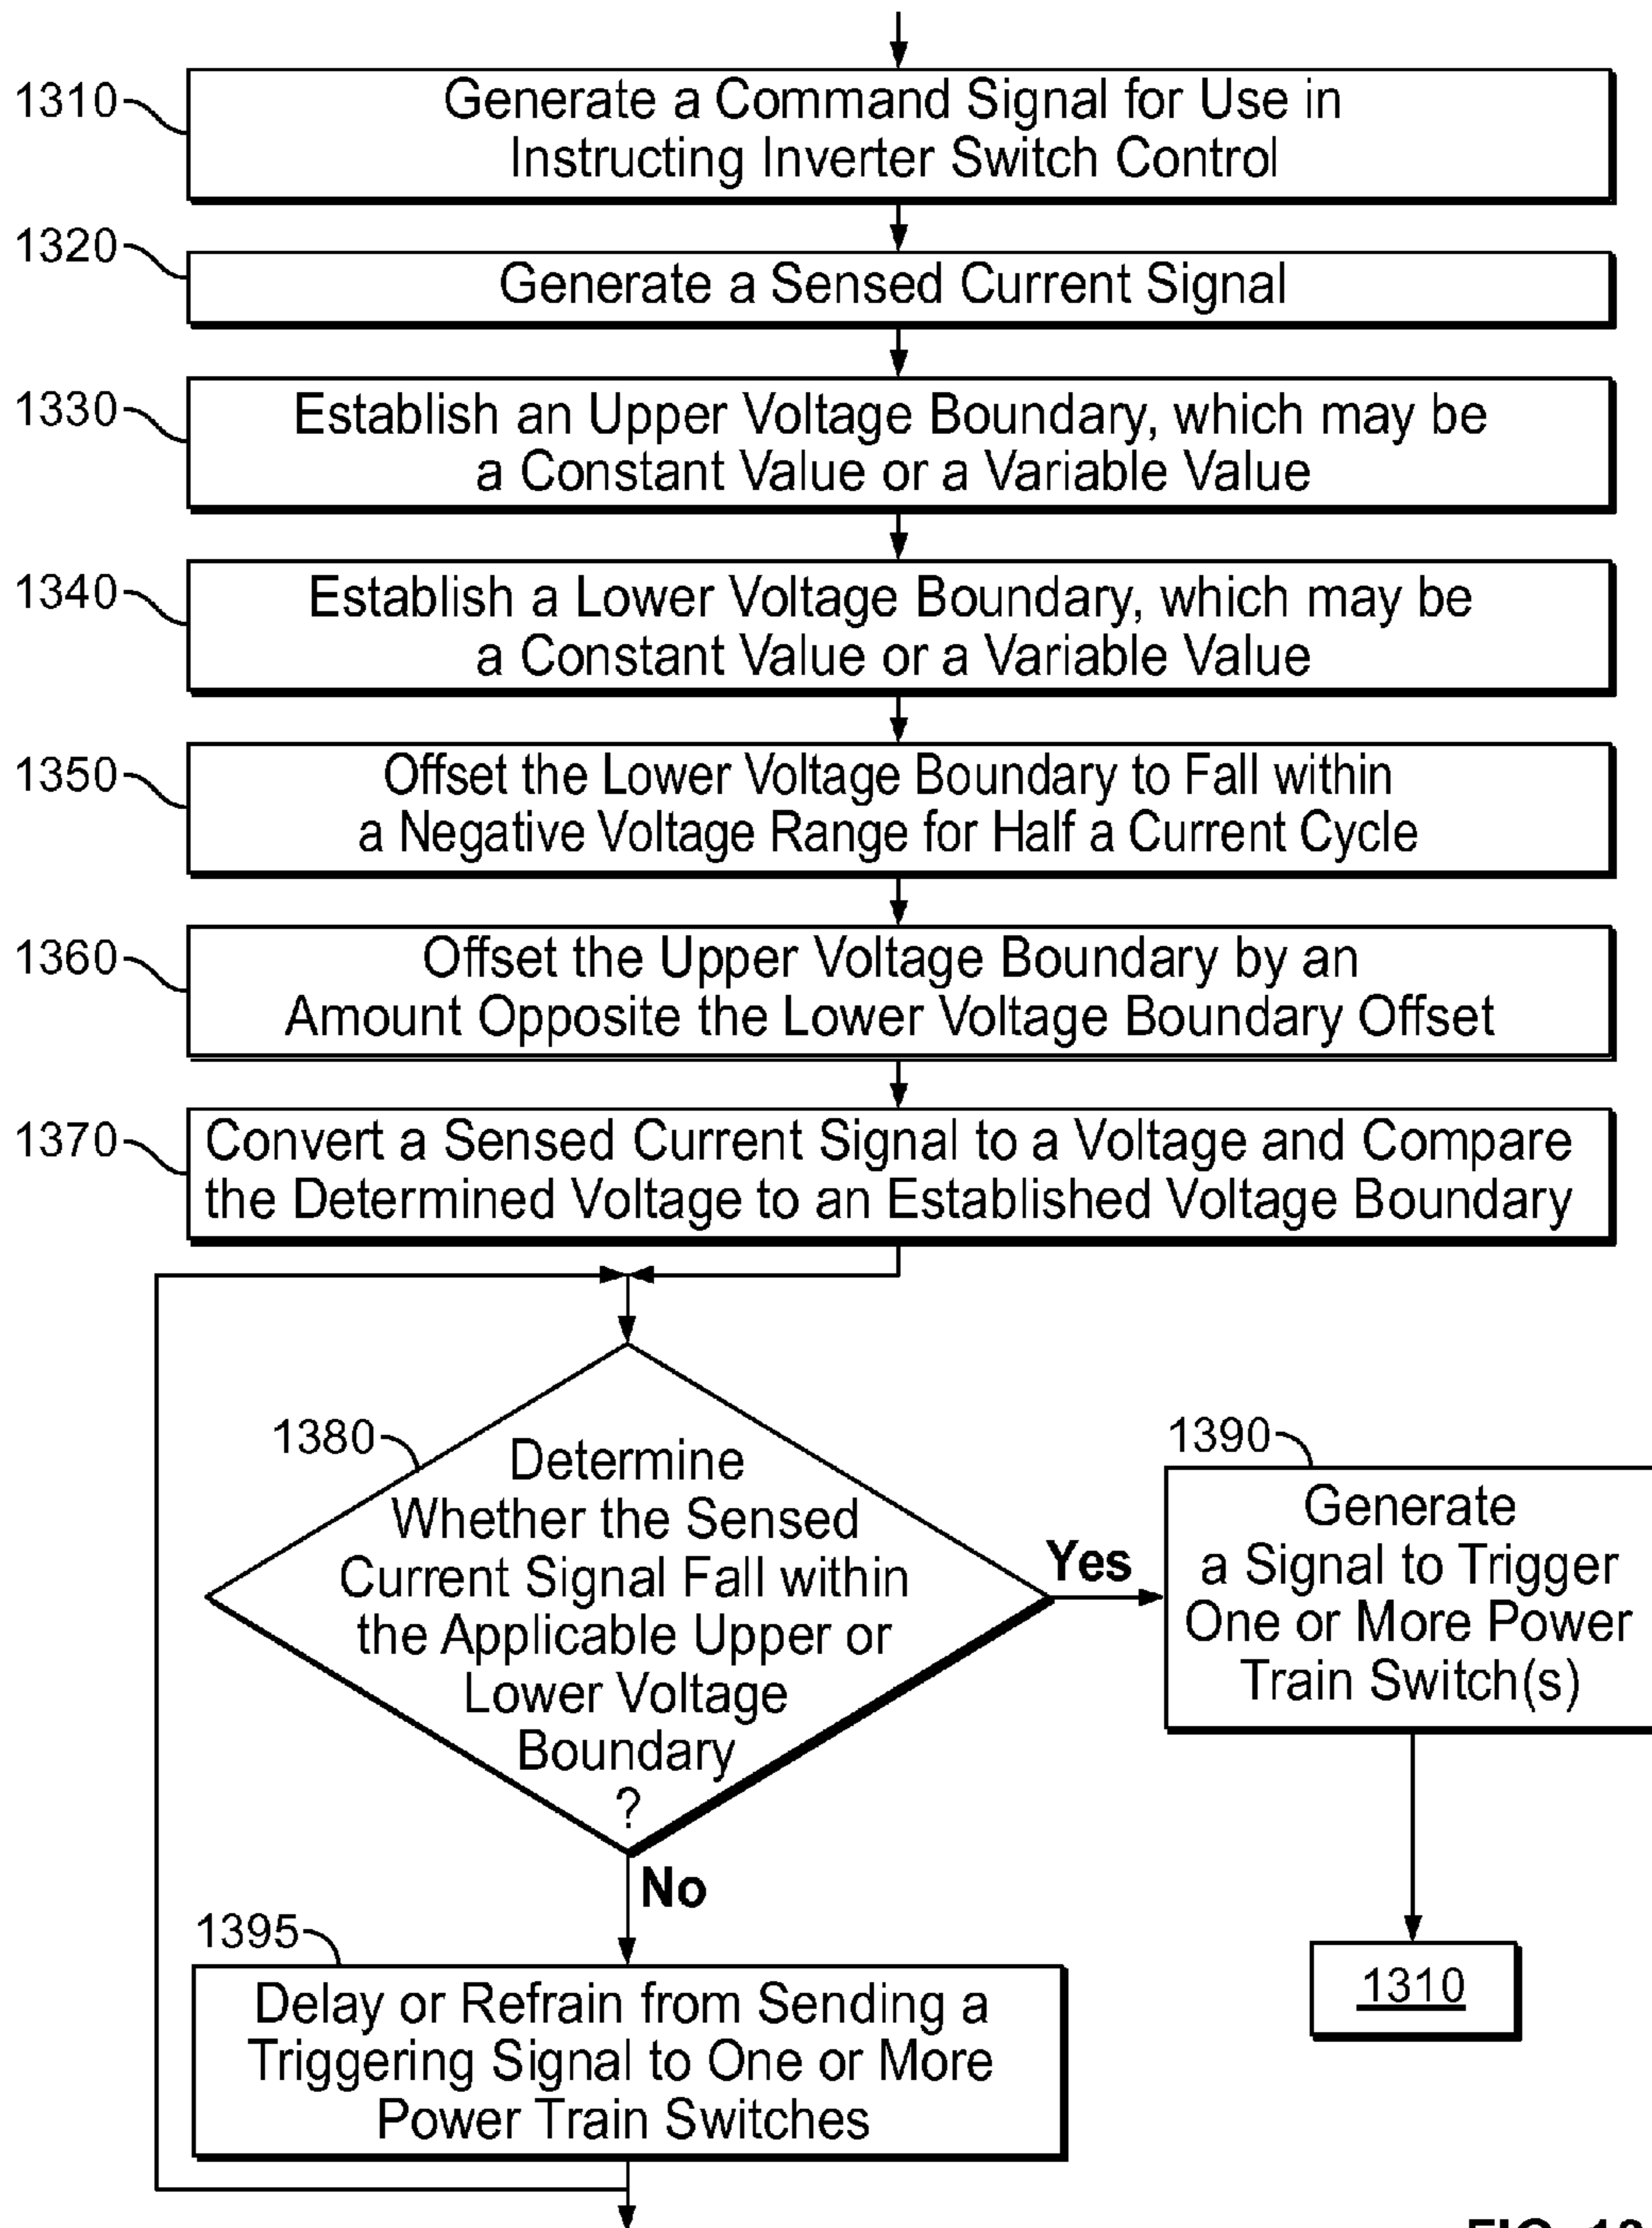 1310
Generate a Command Signal for Use in
Instructing Inverter Switch Control
1320
Generate a Sensed Current Signal
1330
Establish an Upper Voltage Boundary, which may be
a Constant Value or a Variable Value
1340
Establish a Lower Voltage Boundary, which may be
a Constant Value or a Variable Value
1350
Offset the Lower Voltage Boundary to Fall within
a Negative Voltage Range for Half a Current Cycle
1360
Offset the Upper Voltage Boundary by an
Amount Opposite the Lower Voltage Boundary Offset
1370
Convert a Sensed Current Signal to a Voltage and Compare
the Determined Voltage to an Established Voltage Boundary
1380
Determine
Whether the Sensed
Current Signal Fall within
the Applicable Upper or
Lower Voltage
Boundary
?
Yes
1390
Generate
a Signal to Trigger
One or More Power
Train Switch(s)
No
1310
1395
Delay or Refrain from Sending a
Triggering Signal to One or More
Power Train Switches